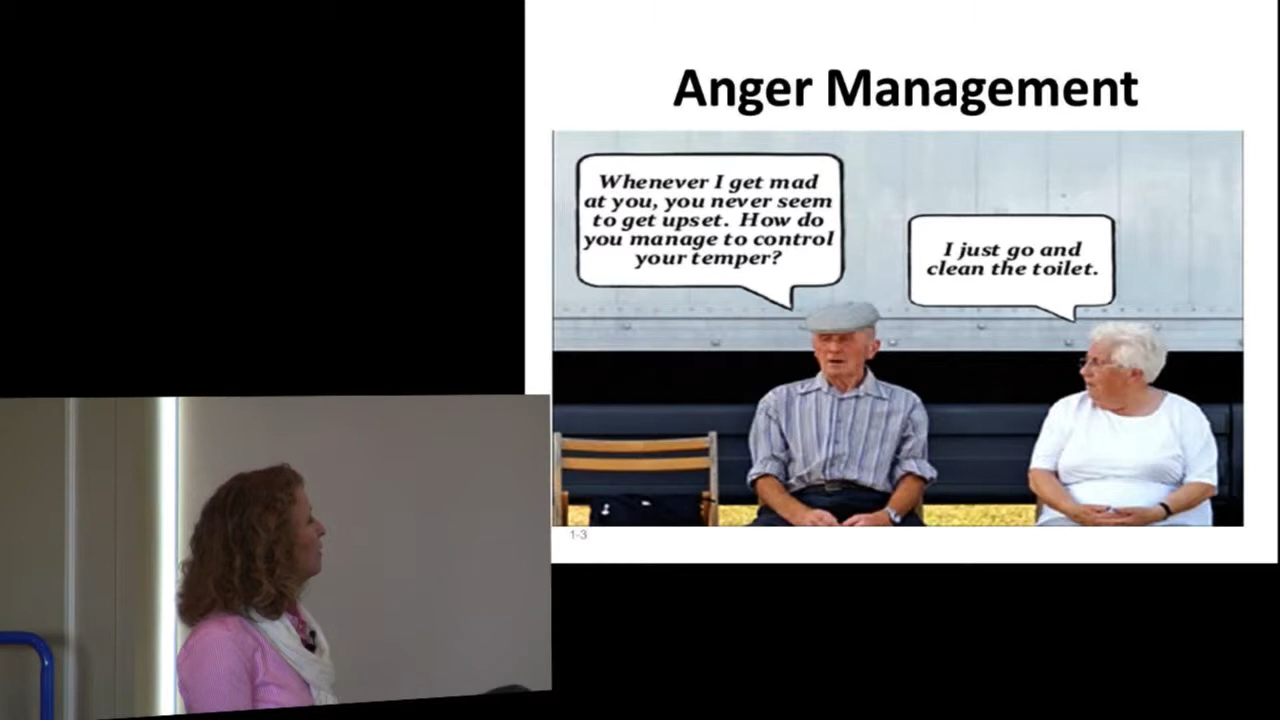 Anger Management
Whenever I get mad
at you, you never seem
to get upset. How do
you manage to control
your temper?
I just go and
clean the toilet.
1-3